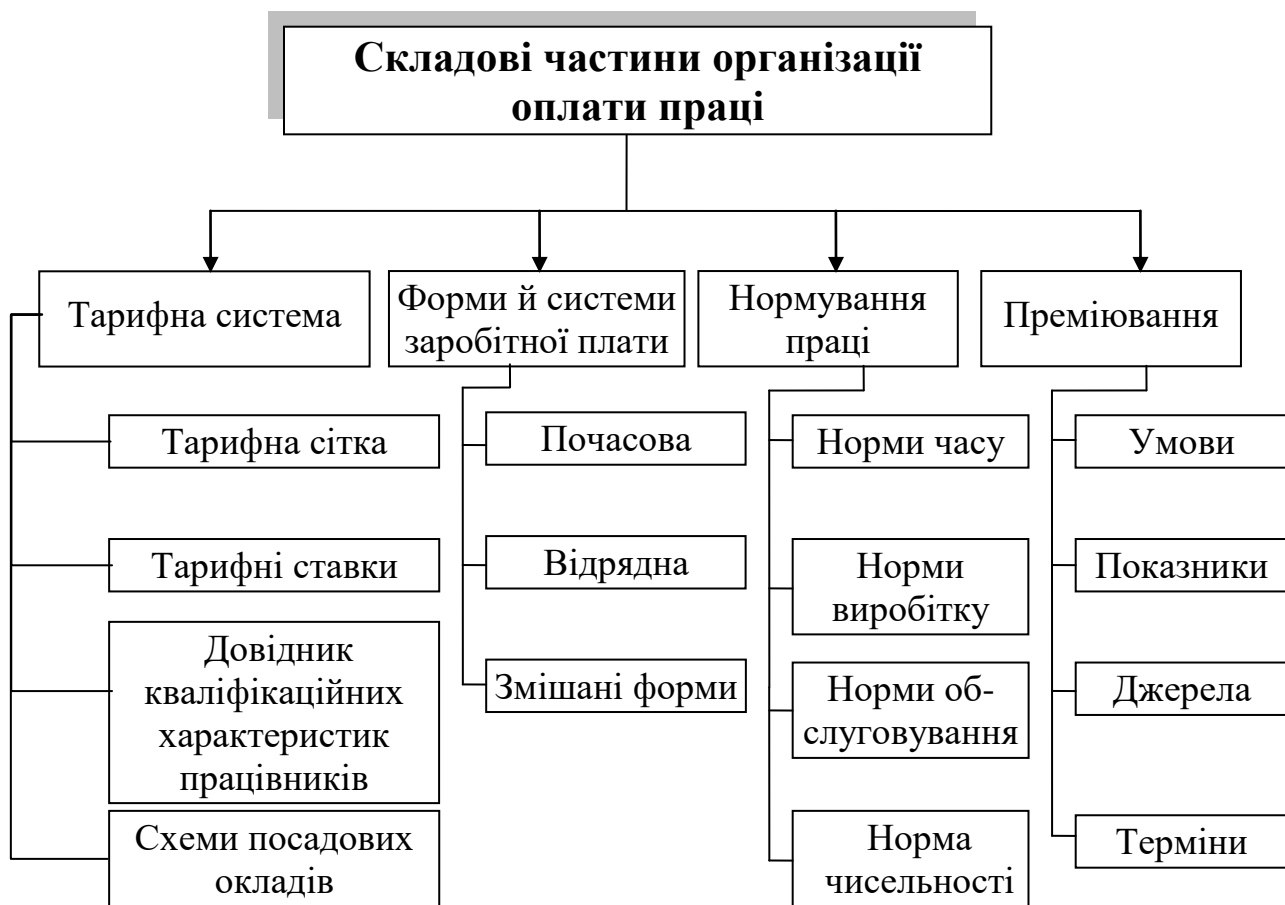 Складові частини організації
оплати праці
Тарифна система
Форми й системи
заробітної плати
Нормування
праці
Преміювання
Тарифна сітка
Тарифні ставки
Довідник
кваліфікаційних
характеристик
працівників
Схеми посадових
окладів
Почасова
Відрядна
Змішані форми
Норми часу
Норми
виробітку
Норми об-
слуговування
Норма
чисельності
Умови
Показники
Джерела
Терміни